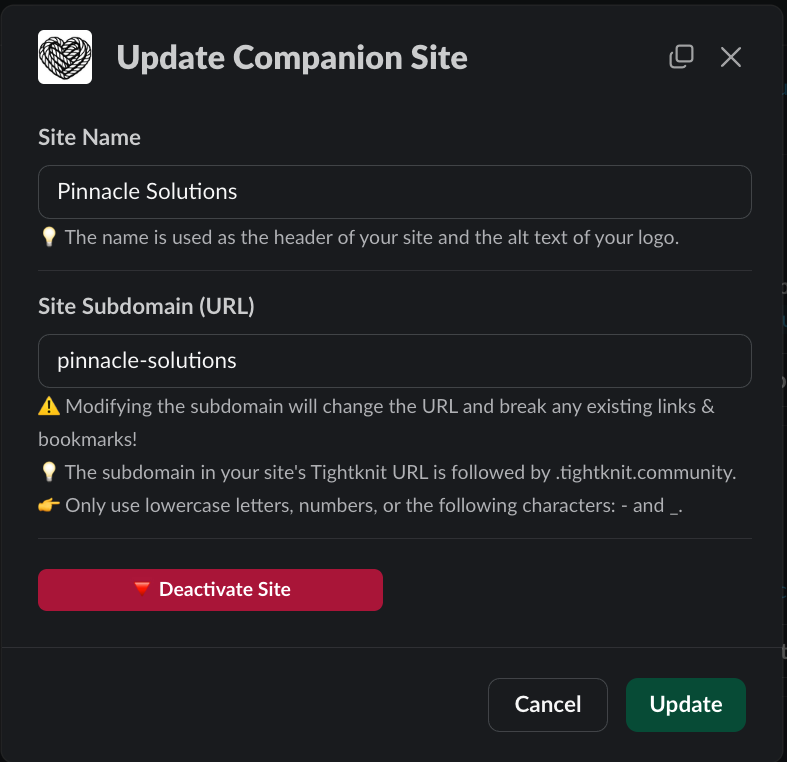 Update Companion Site
Site Name
Pinnacle Solutions
💡 The name is used as the header of your site and the alt text of your logo.
Site Subdomain (URL)
pinnacle-solutions
⚠️ Modifying the subdomain will change the URL and break any existing links &
bookmarks!
💡 The subdomain in your site's Tightknit URL is followed by .tightknit.community.
👉 Only use lowercase letters, numbers, or the following characters: - and _.
🔻 Deactivate Site
Cancel
Update